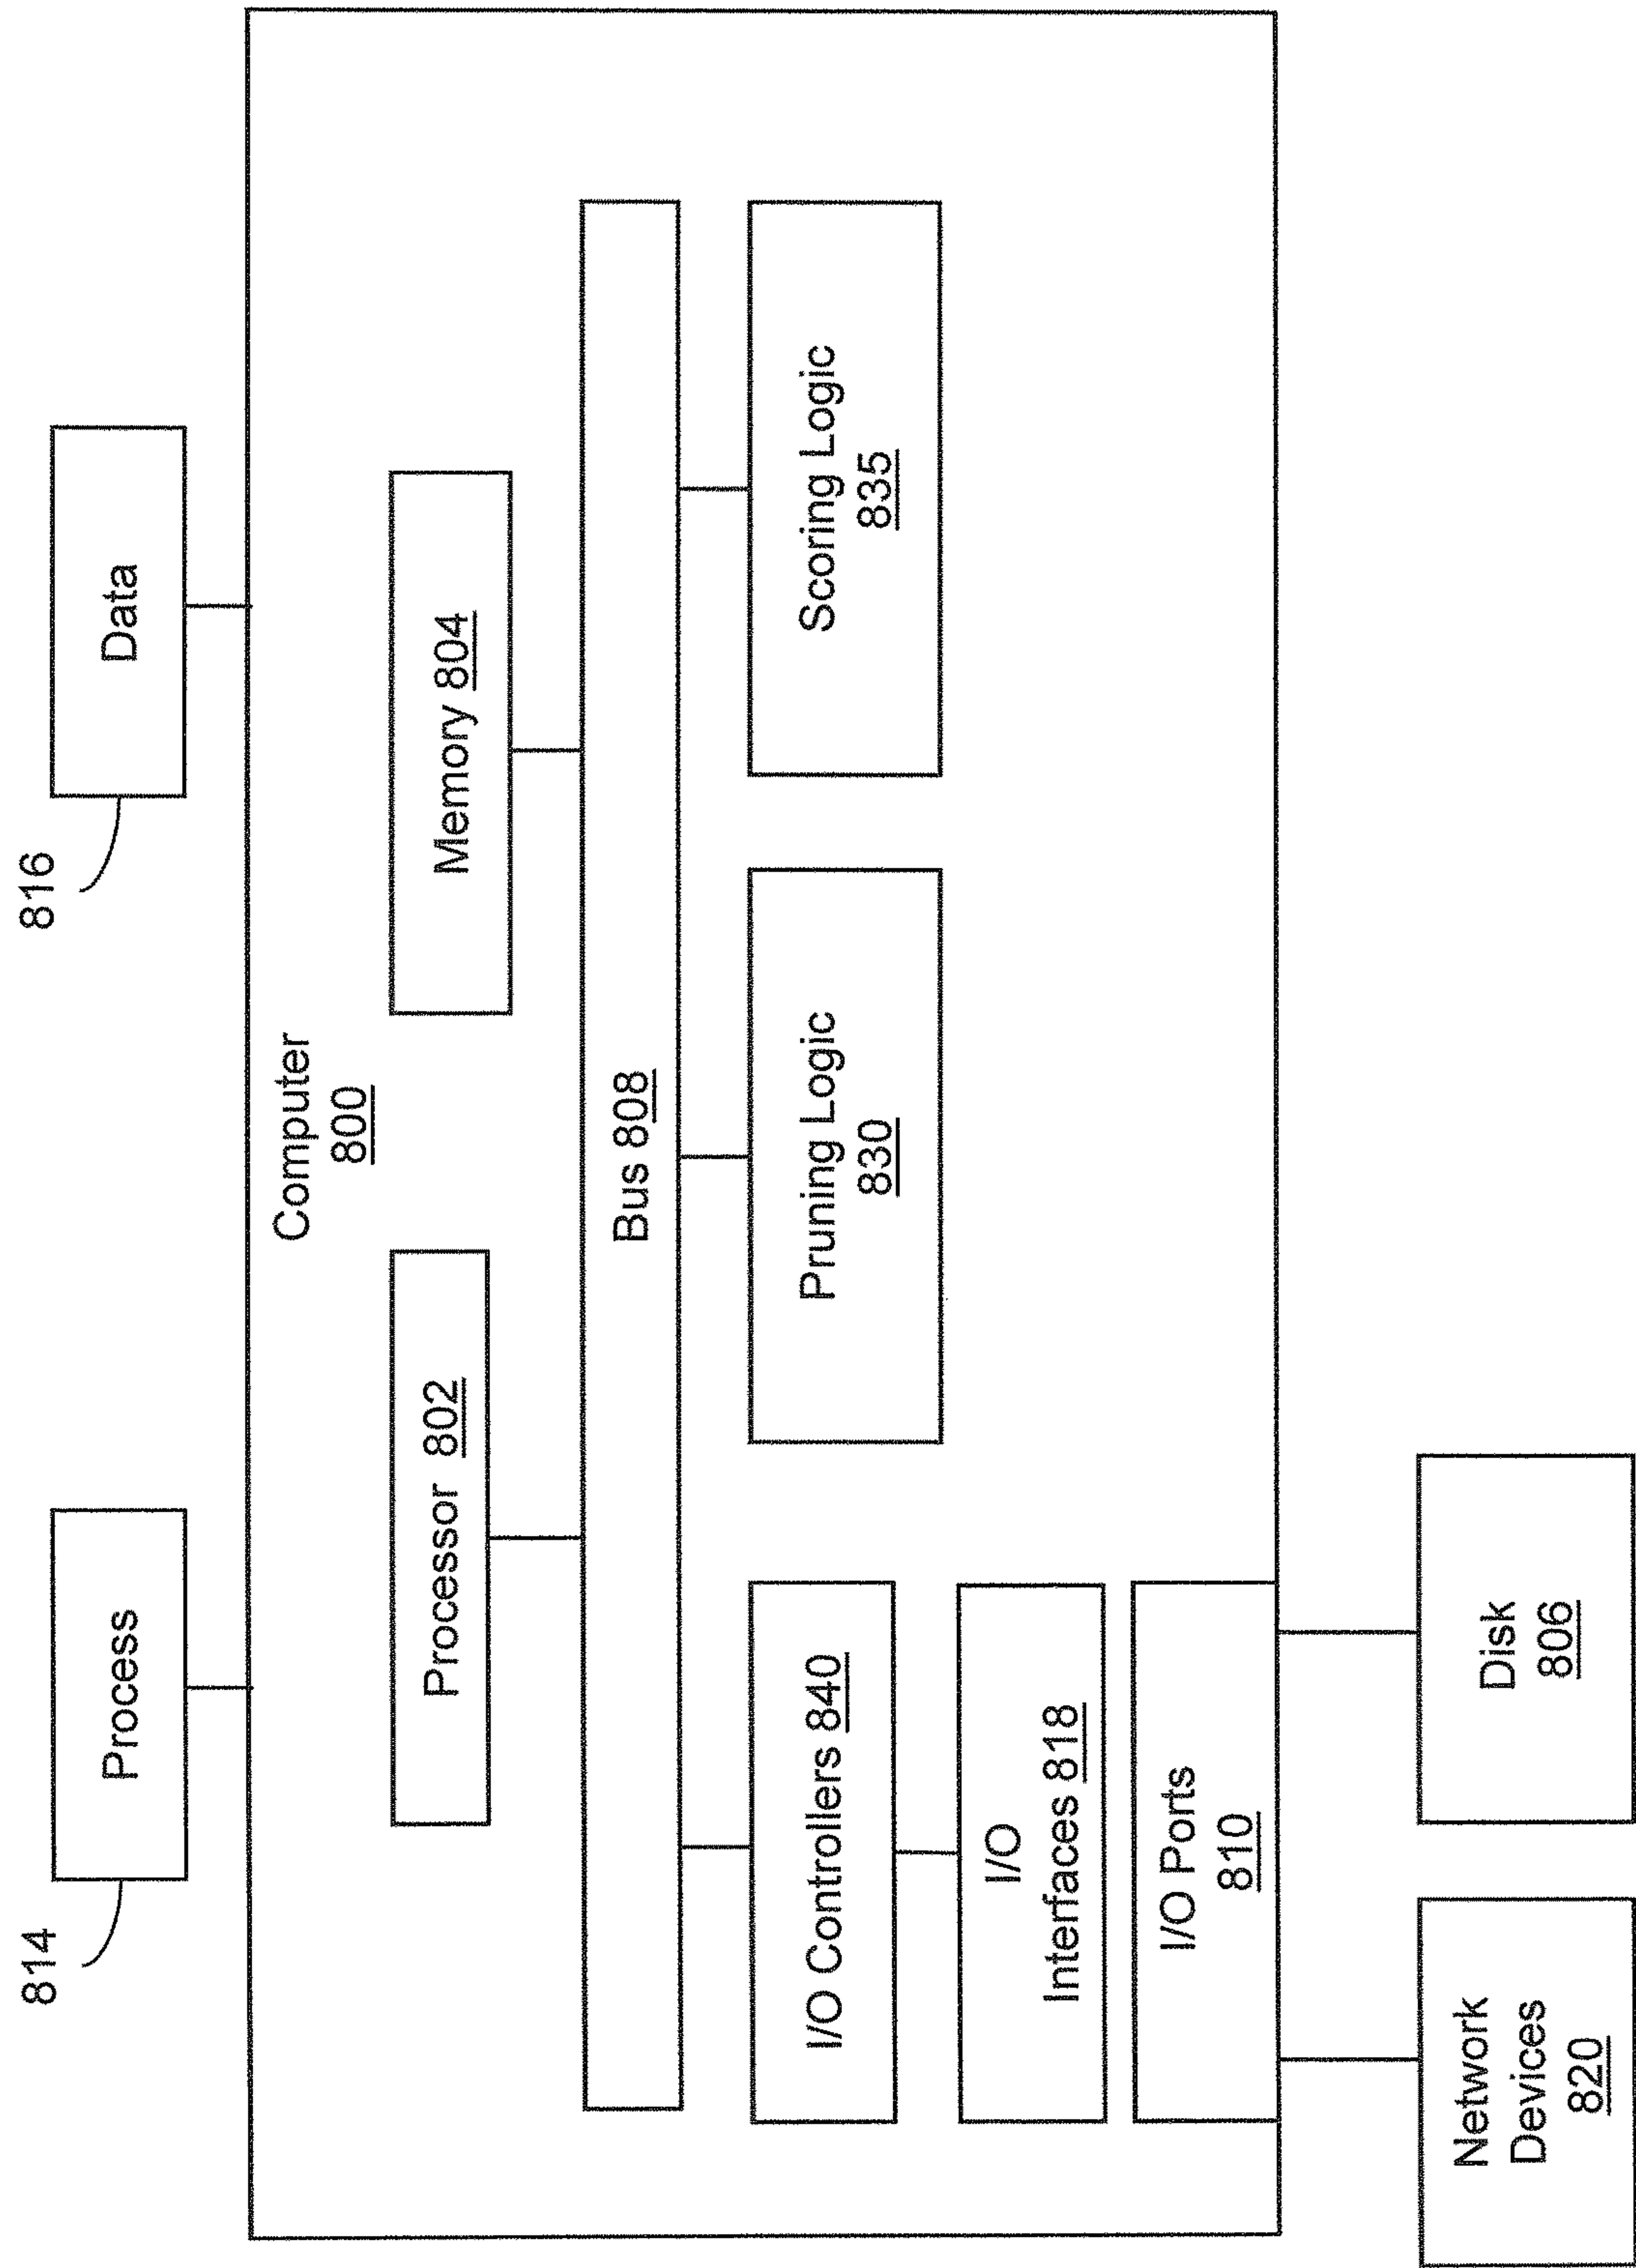 814
Process
816
Data
Computer
800
Processor 802
Memory 804
Bus 808
I/O Controllers 840
Pruning Logic
830
Scoring Logic
835
I/O
Interfaces 818
I/O Ports
810
Network
Devices
820
Disk
806